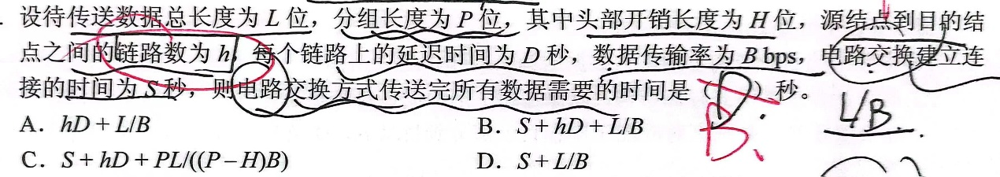 设待传送数据总长度为 L 位，分组长度为 P 位，其中头部开销长度为 H 位，源结点到目的结
点之间的链路数为 h，每个链路上的延迟时间为 D 秒，数据传输率为 B bps，电路交换建立连
接的时间为 S 秒，则电路交换方式传送完所有数据需要的时间是（ D ）秒。
B.
L/B.
A．hD + L/B
B．S + hD + L/B
C．S + hD + PL/((P − H)B)
D．S + L/B